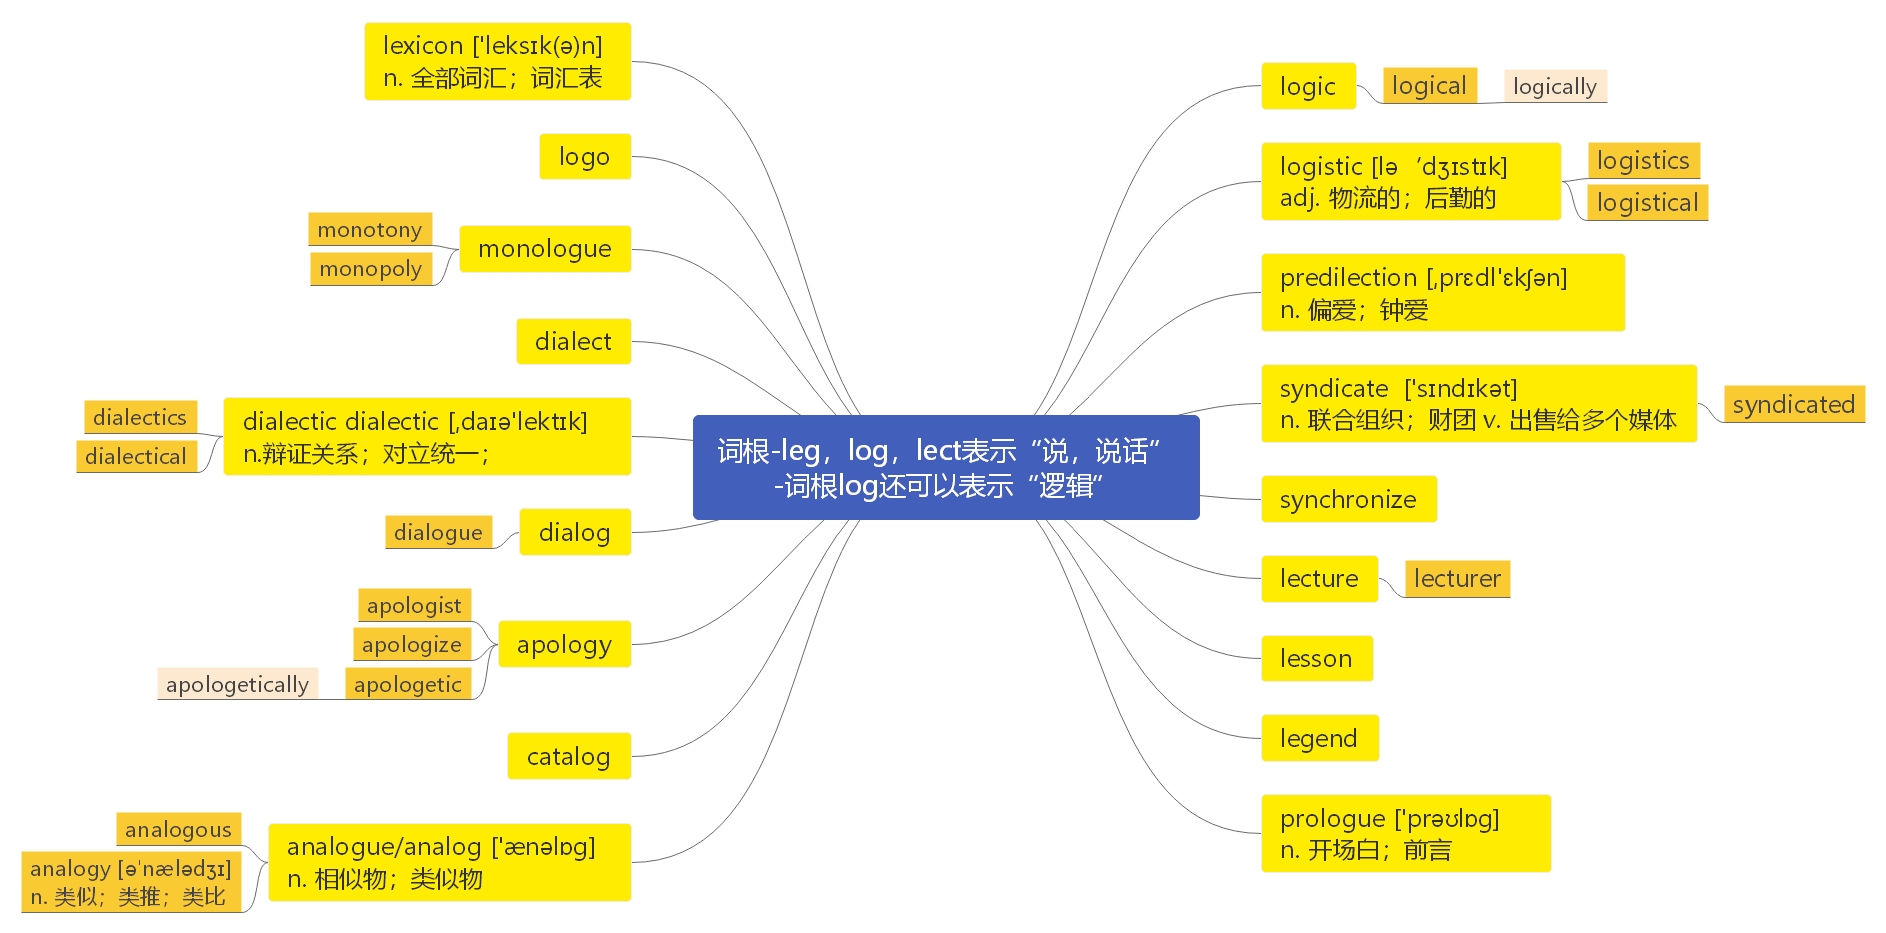 词根-leg，log，lect表示“说，说话”
-词根log还可以表示“逻辑”
logic
logical
logically
logistic [lə‘dʒɪstɪk]
adj. 物流的；后勤的
logistics
logistical
predilection [ˌprɛdl'ɛkʃən]
n. 偏爱；钟爱
syndicate ['sɪndɪkət]
n. 联合组织；财团 v. 出售给多个媒体
syndicated
synchronize
lecture
lecturer
lesson
legend
prologue ['prəʊlɒg]
n. 开场白；前言
lexicon ['leksɪk(ə)n]
n. 全部词汇；词汇表
logo
monologue
monotony
monopoly
dialect
dialectic dialectic [ˌdaɪə'lektɪk]
n.辩证关系；对立统一；
dialectics
dialectical
dialog
dialogue
apology
apologist
apologize
apologetic
apologetically
catalog
analogue/analog ['ænəlɒg]
n. 相似物；类似物
analogous
analogy [ə'nælədʒɪ]
n. 类似；类推；类比